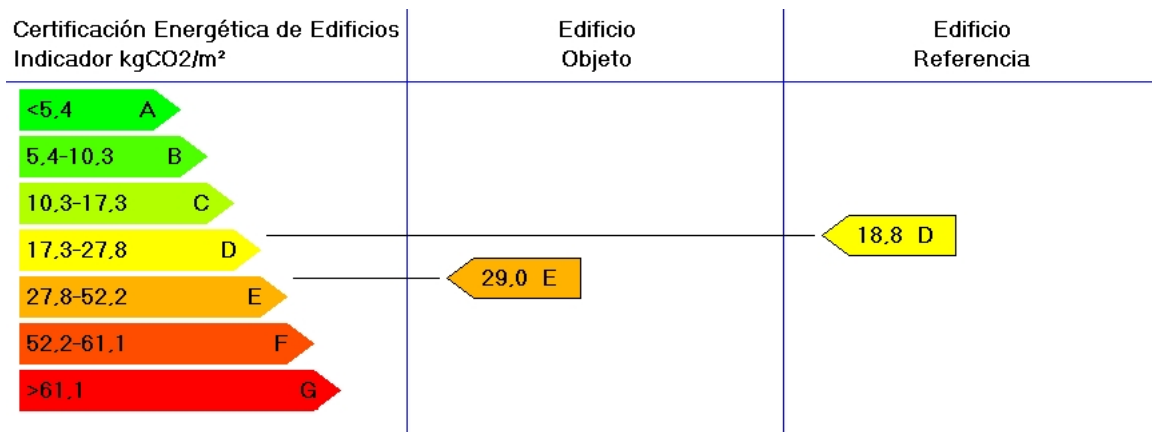 Certificación Energética de Edificios
Indicador kgCO2/m²
Edificio
Objeto
Edificio
Referencia
<5,4 A
5,4-10,3 B
10,3-17,3 C
17,3-27,8 D
27,8-52,2 E
52,2-61,1 F
>61,1 G
29,0 E
18,8 D